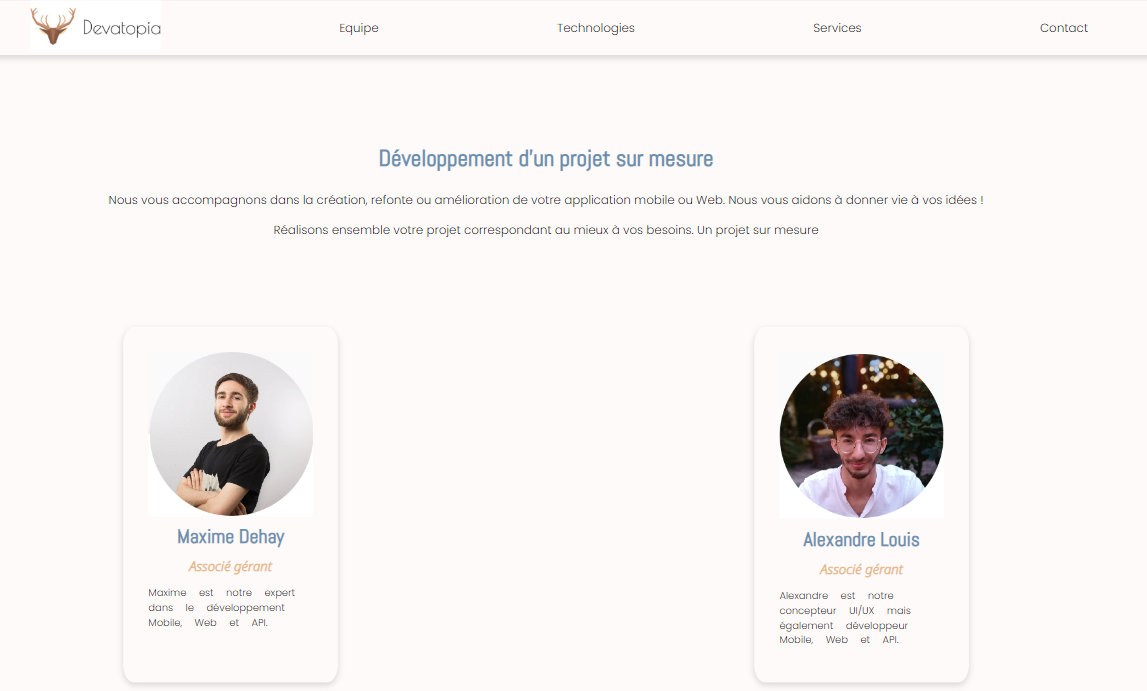 Devatopia
Equipe
Technologies
Services
Contact
Développement d'un projet sur mesure
Nous vous accompagnons dans la création, refonte ou amélioration de votre application mobile ou Web. Nous vous aidons à donner vie à vos idées !
Réalisons ensemble votre projet correspondant au mieux à vos besoins. Un projet sur mesure
Maxime Dehay
Associé gérant
Maxime est notre expert
dans le développement
Mobile, Web et API.
Alexandre Louis
Associé gérant
Alexandre est notre
concepteur UI/UX mais
également développeur
Mobile, Web et API.